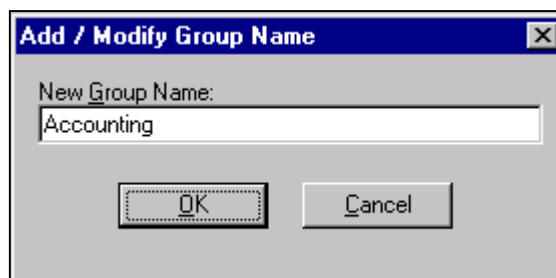 Add / Modify Group Name
New Group Name:
Accounting
OK
Cancel